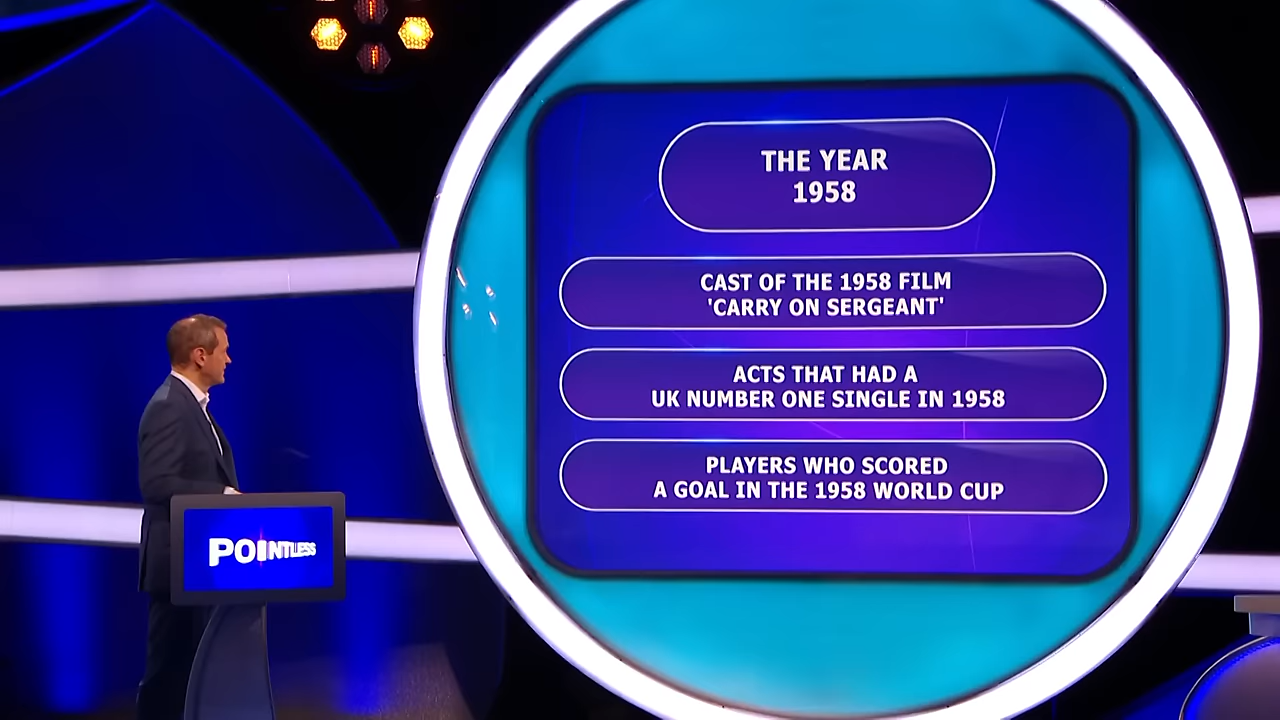 THE YEAR
1958
CAST OF THE 1958 FILM
'CARRY ON SERGEANT'
ACTS THAT HAD A
UK NUMBER ONE SINGLE IN 1958
PLAYERS WHO SCORED
A GOAL IN THE 1958 WORLD CUP
POINTLESS